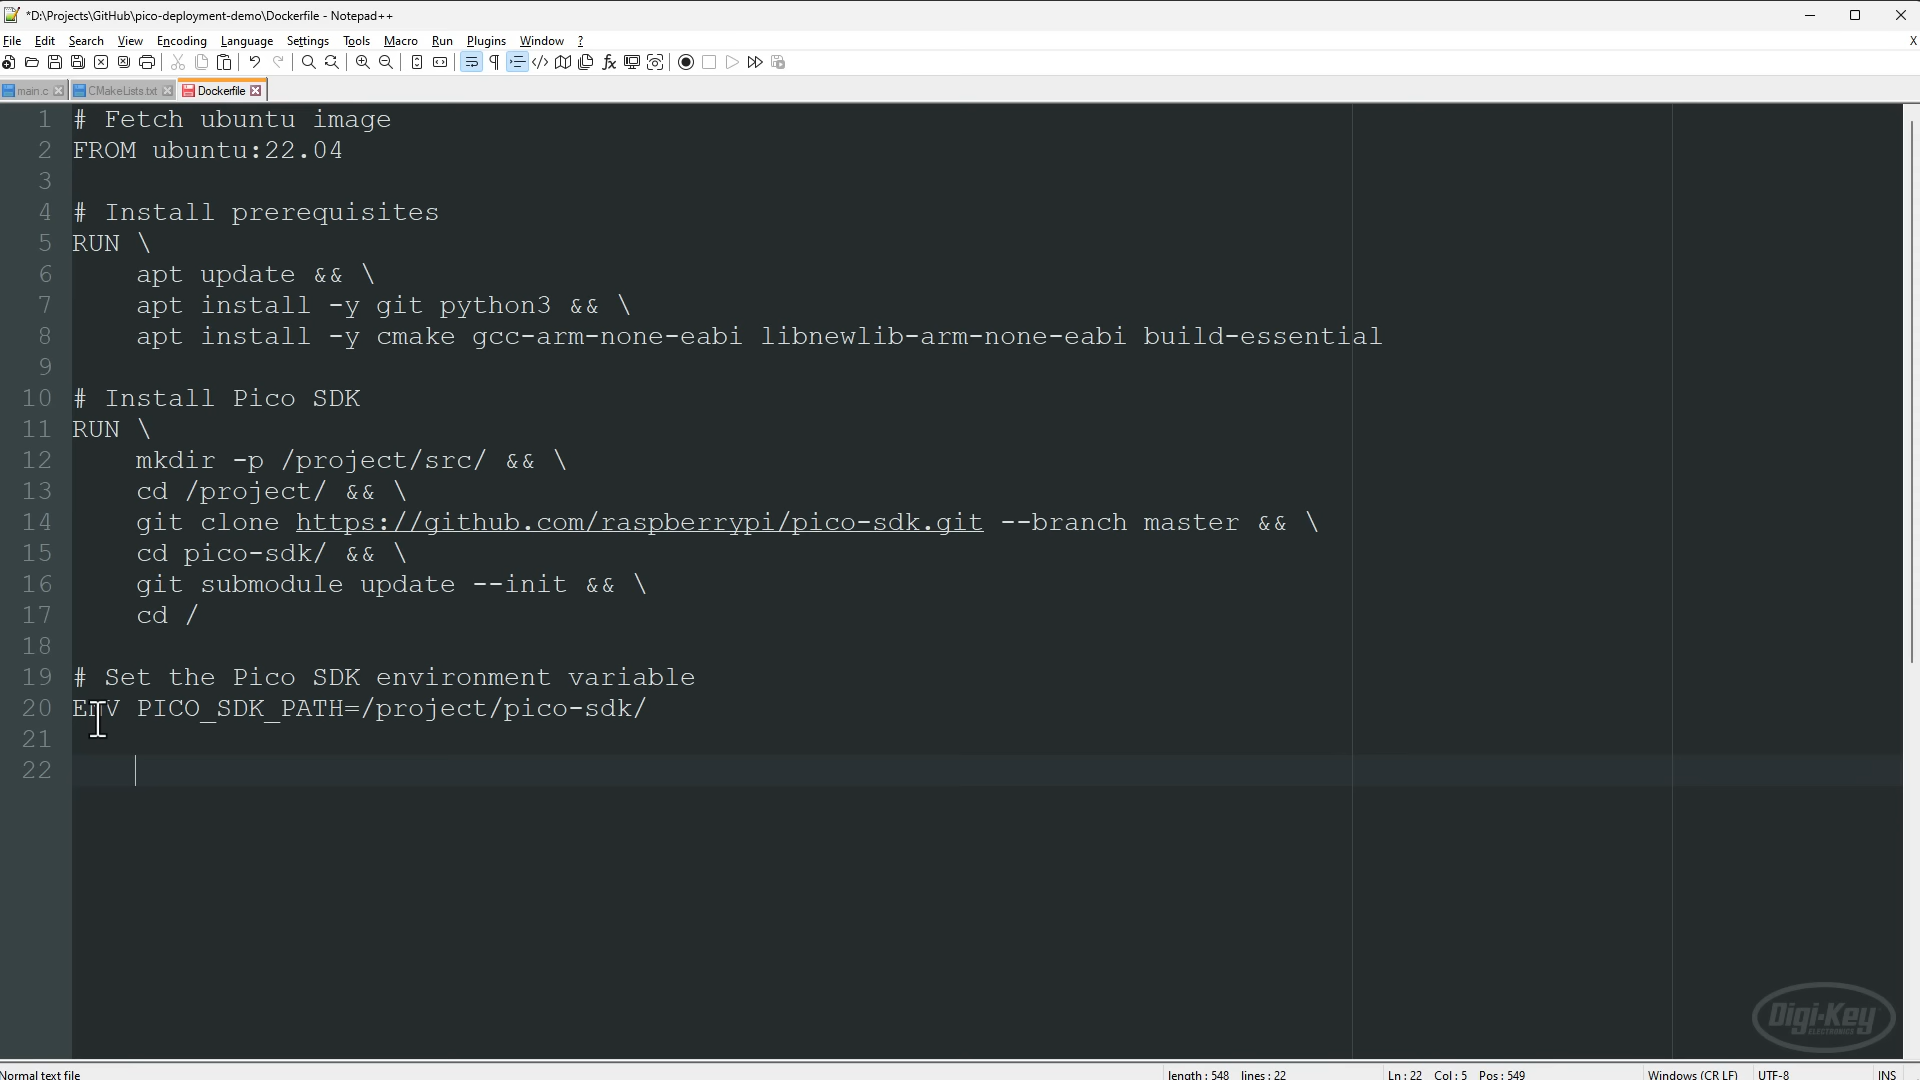 *D:\Projects\GitHub\pico-deployment-demo\Dockerfile - Notepad++
File Edit Search View Encoding Language Settings Tools Macro Run Plugins Window ? X
main.c CMakeLists.txt Dockerfile
1 # Fetch ubuntu image
2 FROM ubuntu:22.04
3
4 # Install prerequisites
5 RUN \
6 apt update && \
7 apt install -y git python3 && \
8 apt install -y cmake gcc-arm-none-eabi libnewlib-arm-none-eabi build-essential
9
10 # Install Pico SDK
11 RUN \
12 mkdir -p /project/src/ && \
13 cd /project/ && \
14 git clone https://github.com/raspberrypi/pico-sdk.git --branch master && \
15 cd pico-sdk/ && \
16 git submodule update --init && \
17 cd /
18
19 # Set the Pico SDK environment variable
20 ENV PICO_SDK_PATH=/project/pico-sdk/
21
22
Digi-Key
ELECTRONICS
Normal text file length : 548 lines : 22 Ln : 22 Col : 5 Pos : 549 Windows (CR LF) UTF-8 INS